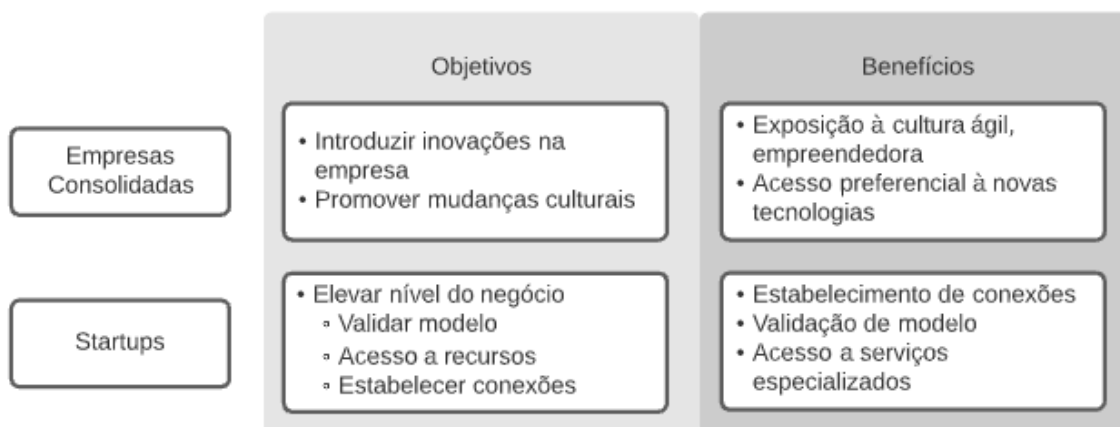 Objetivos
Benefícios
Empresas
Consolidadas
• Introduzir inovações na
empresa
• Promover mudanças culturais
• Exposição à cultura ágil,
empreendedora
• Acesso preferencial à novas
tecnologias
Startups
• Elevar nível do negócio
▫ Validar modelo
▫ Acesso a recursos
▫ Estabelecer conexões
• Estabelecimento de conexões
• Validação de modelo
• Acesso a serviços
especializados